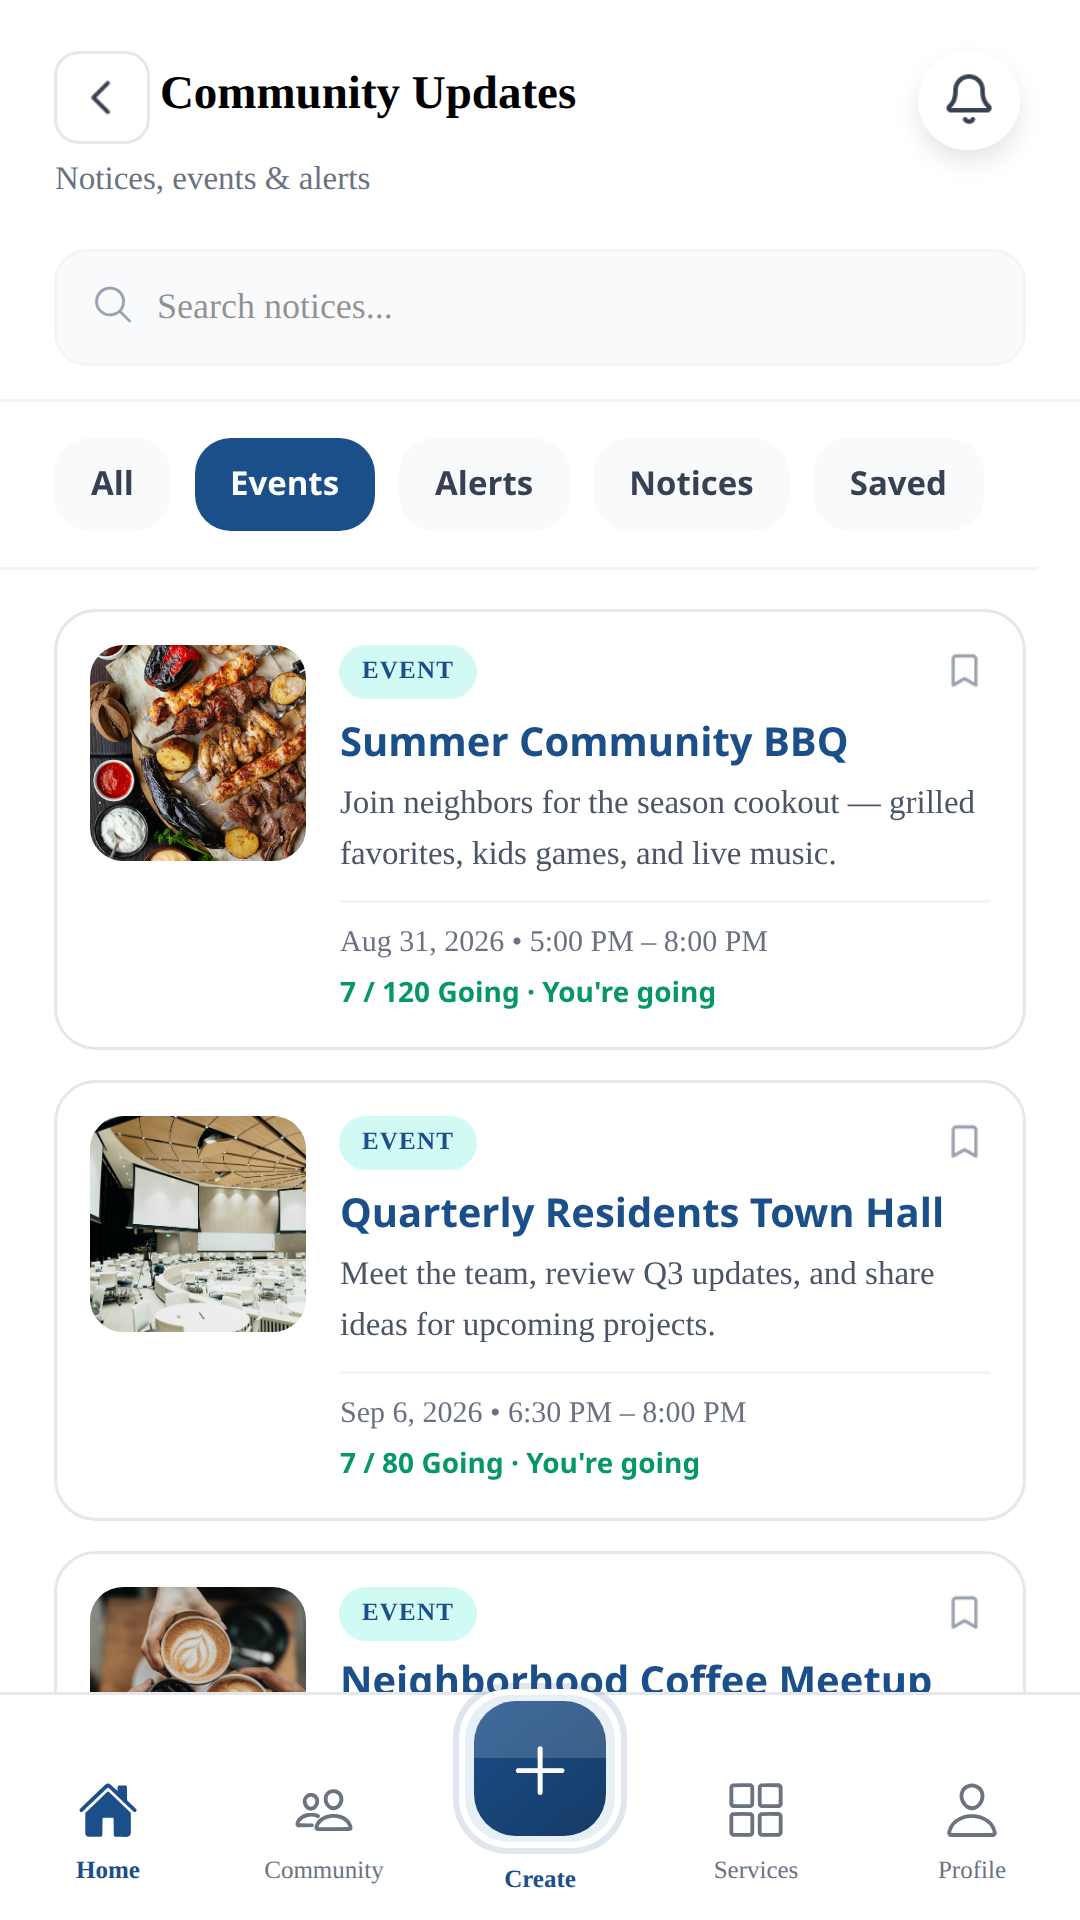 Community Updates
Notices, events & alerts
Search notices...
All
Events
Alerts
Notices
Saved
EVENT
Summer Community BBQ
Join neighbors for the season cookout — grilled
favorites, kids games, and live music.
Aug 31, 2026 • 5:00 PM – 8:00 PM
7 / 120 Going · You're going
EVENT
Quarterly Residents Town Hall
Meet the team, review Q3 updates, and share
ideas for upcoming projects.
Sep 6, 2026 • 6:30 PM – 8:00 PM
7 / 80 Going · You're going
EVENT
Neighborhood Coffee Meetup
Home
Community
Create
Services
Profile